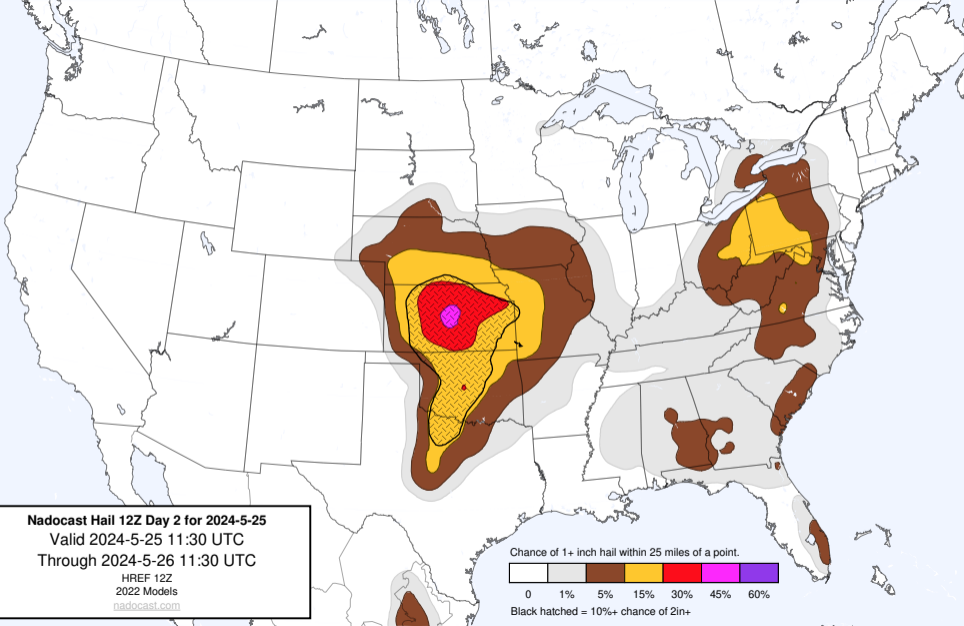 Nadocast Hail 12Z Day 2 for 2024-5-25
Valid 2024-5-25 11:30 UTC
Through 2024-5-26 11:30 UTC
HREF 12Z
2022 Models
nadocast.com
Chance of 1+ inch hail within 25 miles of a point.
0 1% 5% 15% 30% 45% 60%
Black hatched = 10%+ chance of 2in+